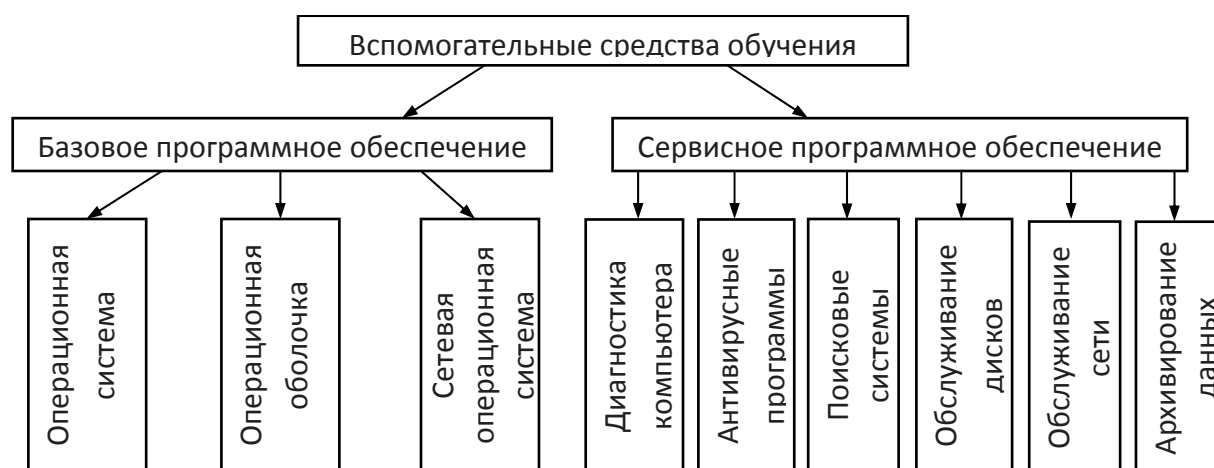 Вспомогательные средства обучения
Базовое программное обеспечение
Сервисное программное обеспечение
Операционная
система
Операционная
оболочка
Сетевая
операционная
система
Диагностика
компьютера
Антивирусные
программы
Поисковые
системы
Обслуживание
дисков
Обслуживание
сети
Архивирование
данных